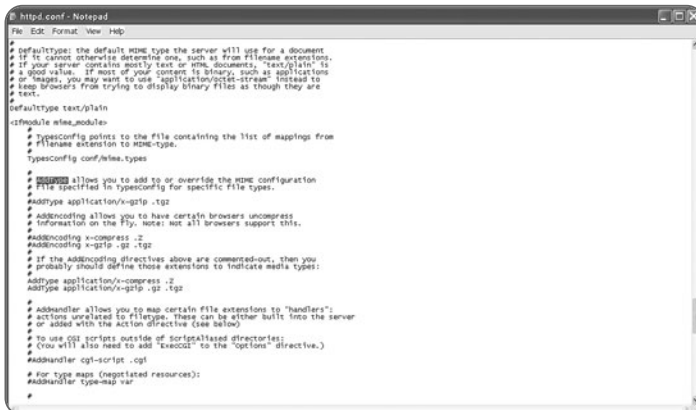 httpd.conf - Notepad
File Edit Format View Help
#
# DefaultType: the default MIME type the server will use for a document
# if it cannot otherwise determine one, such as from filename extensions.
# If your server contains mostly text or HTML documents, "text/plain" is
# a good value.  If most of your content is binary, such as applications
# or images, you may want to use "application/octet-stream" instead to
# keep browsers from trying to display binary files as though they are
# text.
#
DefaultType text/plain
<IfModule mime_module>
#
# TypesConfig points to the file containing the list of mappings from
# filename extension to MIME-type.
#
TypesConfig conf/mime.types
#
# AddType allows you to add to or override the MIME configuration
# file specified in TypesConfig for specific file types.
#
#AddType application/x-gzip .tgz
#
# AddEncoding allows you to have certain browsers uncompress
# information on the fly. Note: Not all browsers support this.
#
#AddEncoding x-compress .Z
#AddEncoding x-gzip .gz .tgz
#
# If the AddEncoding directives above are commented-out, then you
# probably should define those extensions to indicate media types:
#
AddType application/x-compress .Z
AddType application/x-gzip .gz .tgz
#
# AddHandler allows you to map certain file extensions to "handlers":
# actions unrelated to filetype. These can be either built into the server
# or added with the Action directive (see below)
#
# To use CGI scripts outside of ScriptAliased directories:
# (You will also need to add "ExecCGI" to the "Options" directive.)
#
#AddHandler cgi-script .cgi
# For type maps (negotiated resources):
#AddHandler type-map var
#